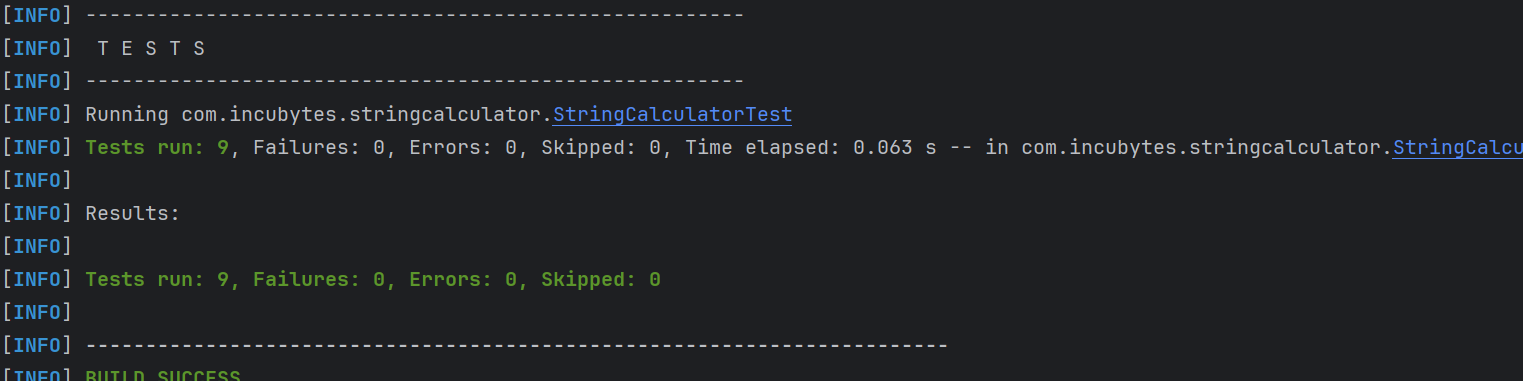 [INFO] -------------------------------------------------------
[INFO]  T E S T S
[INFO] -------------------------------------------------------
[INFO] Running com.incubytes.stringcalculator.StringCalculatorTest
[INFO] Tests run: 9, Failures: 0, Errors: 0, Skipped: 0, Time elapsed: 0.063 s -- in com.incubytes.stringcalculator.StringCalcu
[INFO]
[INFO] Results:
[INFO]
[INFO] Tests run: 9, Failures: 0, Errors: 0, Skipped: 0
[INFO]
[INFO] ------------------------------------------------------------------------
[INFO] BUILD SUCCESS